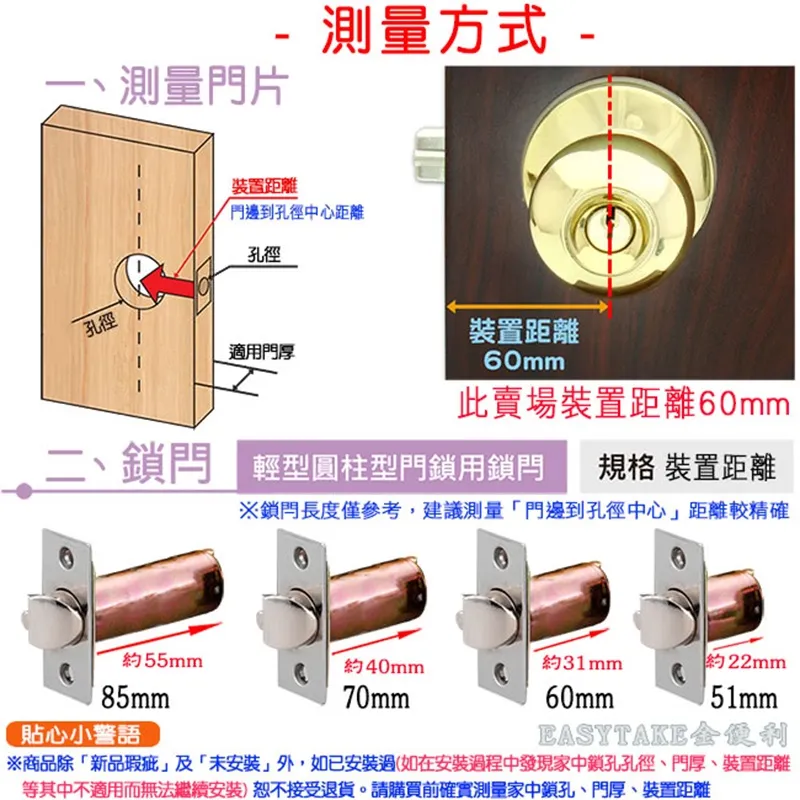 - 測量方式 -
一、測量門片
裝置距離
門邊到孔徑中心距離
孔徑
孔徑
適用門厚
裝置距離
60mm
此賣場裝置距離60mm
二、鎖閂
輕型圓柱型門鎖用鎖閂
規格 裝置距離
※鎖閂長度僅參考，建議測量「門邊到孔徑中心」距離較精確
約55mm
85mm
約40mm
70mm
約31mm
60mm
約22mm
51mm
貼心小警語
EASYTAKE金便利
※商品除「新品瑕疵」及「未安裝」外，如已安裝過(如在安裝過程中發現家中鎖孔孔徑、門厚、裝置距離
等其中不適用而無法繼續安裝) 恕不接受退貨。請購買前確實測量家中鎖孔、門厚、裝置距離